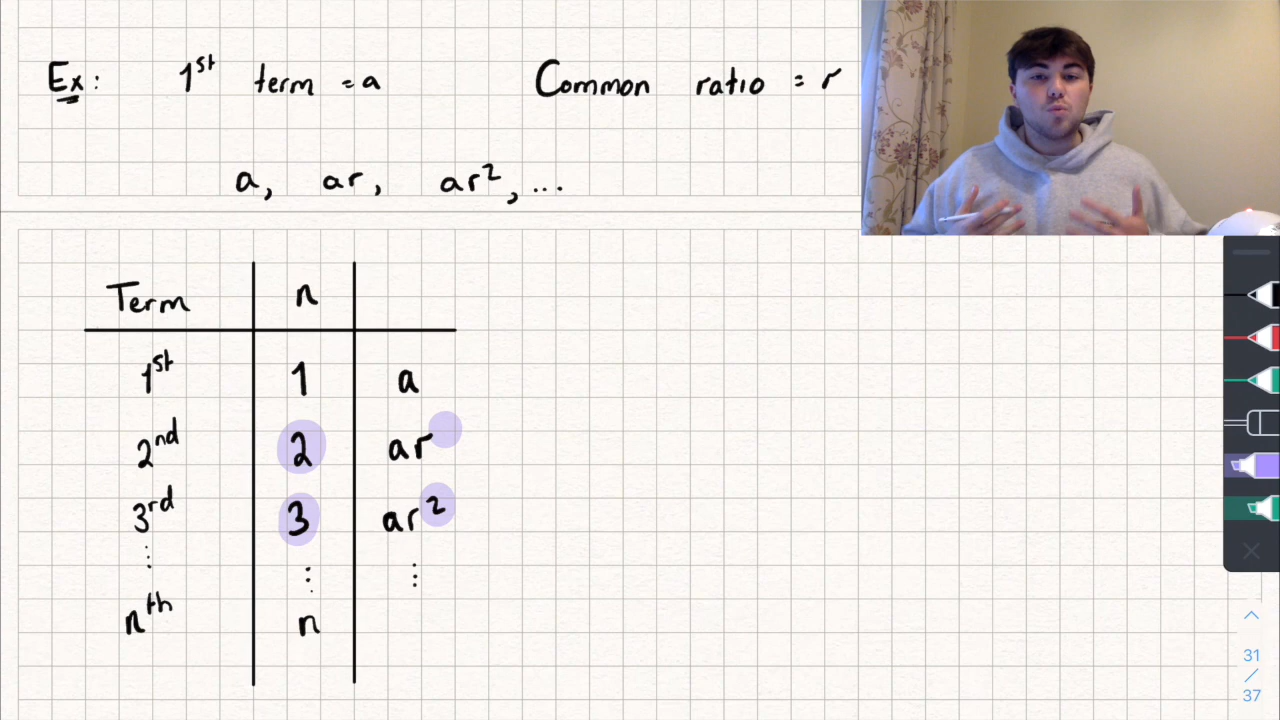 Ex: 1st term = a Common ratio = r
a, ar, ar², ...
Term n
1st 1 a
2nd 2 ar
3rd 3 ar²
⋮ ⋮ ⋮
nth n
31
/
37